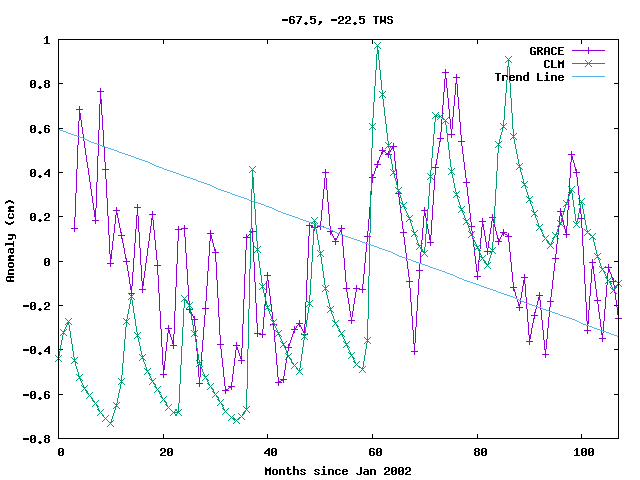 -67.5, -22.5 TWS
GRACE
CLM
Trend Line
1
0.8
0.6
0.4
0.2
0
-0.2
-0.4
-0.6
-0.8
Anomaly (cm)
0 20 40 60 80 100
Months since Jan 2002